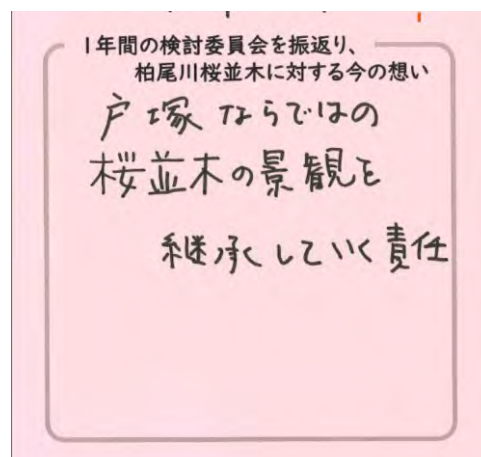 1年間の検討委員会を振返り、
柏尾川桜並木に対する今の想い
戸塚ならではの
桜並木の景観を
継承していく責任